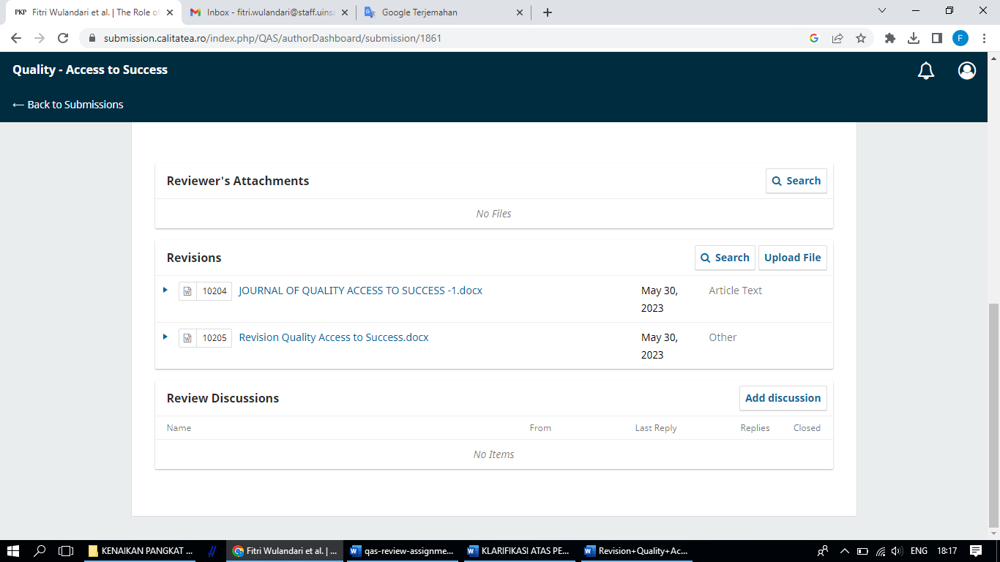 PKP Fitri Wulandari et al. | The Role of
Inbox - fitri.wulandari@staff.uinsa
Google Terjemahan
submission.calitatea.ro/index.php/QAS/authorDashboard/submission/1861
F
Quality - Access to Success
← Back to Submissions
Reviewer's Attachments
Search
No Files
Revisions
Search
Upload File
10204 JOURNAL OF QUALITY ACCESS TO SUCCESS -1.docx
May 30,
2023
Article Text
10205 Revision Quality Access to Success.docx
May 30,
2023
Other
Review Discussions
Add discussion
Name From Last Reply Replies Closed
No Items
KENAIKAN PANGKAT ...
Fitri Wulandari et al. | ...
qas-review-assignme...
KLARIFIKASI ATAS PE...
Revision+Quality+Ac...
ENG 18:17